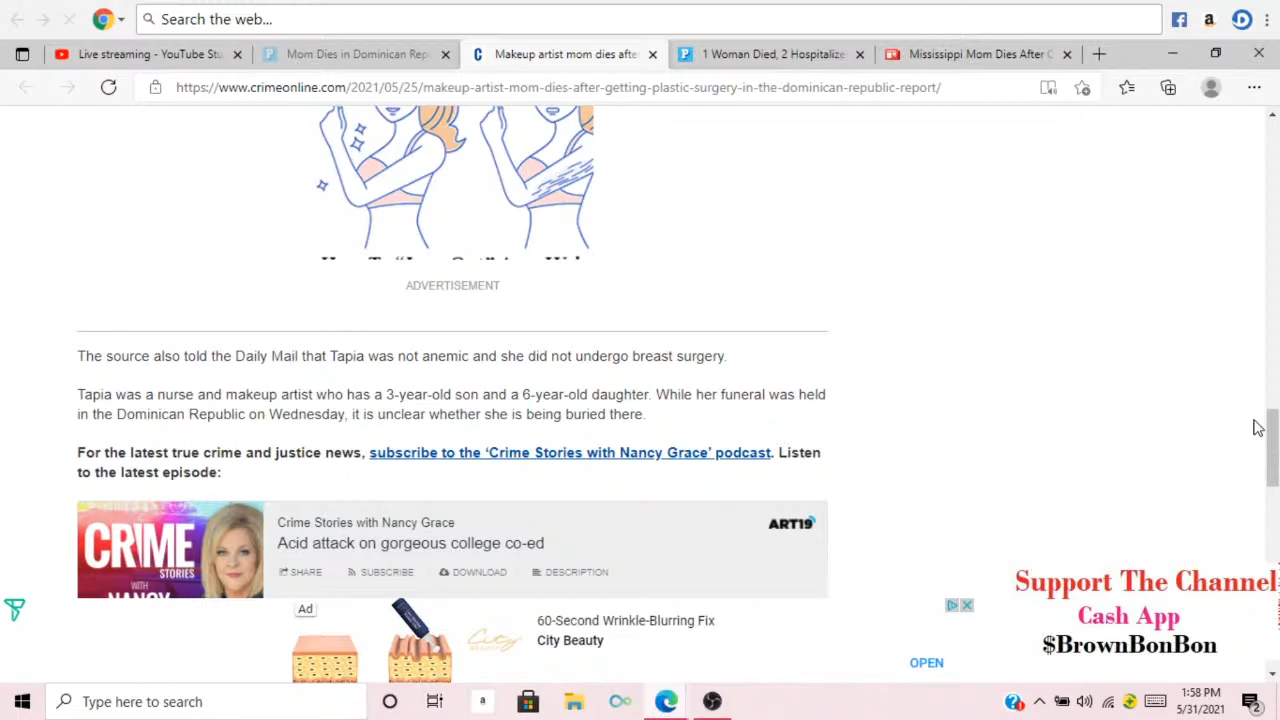 Search the web...
Live streaming - YouTube Stu
Mom Dies in Dominican Rep
Makeup artist mom dies after
1 Woman Died, 2 Hospitalize
Mississippi Mom Dies After C
https://www.crimeonline.com/2021/05/25/makeup-artist-mom-dies-after-getting-plastic-surgery-in-the-dominican-republic-report/
ADVERTISEMENT
The source also told the Daily Mail that Tapia was not anemic and she did not undergo breast surgery.
Tapia was a nurse and makeup artist who has a 3-year-old son and a 6-year-old daughter. While her funeral was held
in the Dominican Republic on Wednesday, it is unclear whether she is being buried there.
For the latest true crime and justice news, subscribe to the ‘Crime Stories with Nancy Grace’ podcast. Listen
to the latest episode:
CRIME
STORIES
WITH
NANCY
Crime Stories with Nancy Grace
Acid attack on gorgeous college co-ed
SHARE
SUBSCRIBE
DOWNLOAD
DESCRIPTION
ART19
Ad
City
60-Second Wrinkle-Blurring Fix
City Beauty
OPEN
Support The Channel
Cash App
$BrownBonBon
Type here to search
1:58 PM
5/31/2021
2